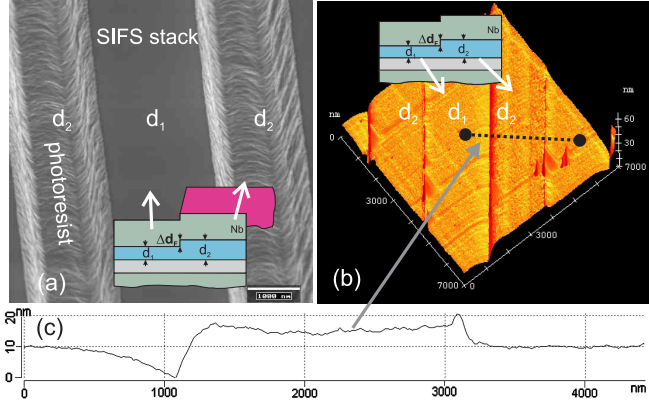 SIFS stack
d₂
d₁
d₂
photoresist
Nb
Δd_F
d₁
d₂
(a)
1000 nm
Nb
Δd_F
d₁
d₂
d₂
d₁
d₂
nm
60
30
0
7000
nm
0
3000
3000
7000
0
(b)
(c)
20
nm
10
0
0
1000
2000
3000
4000
nm